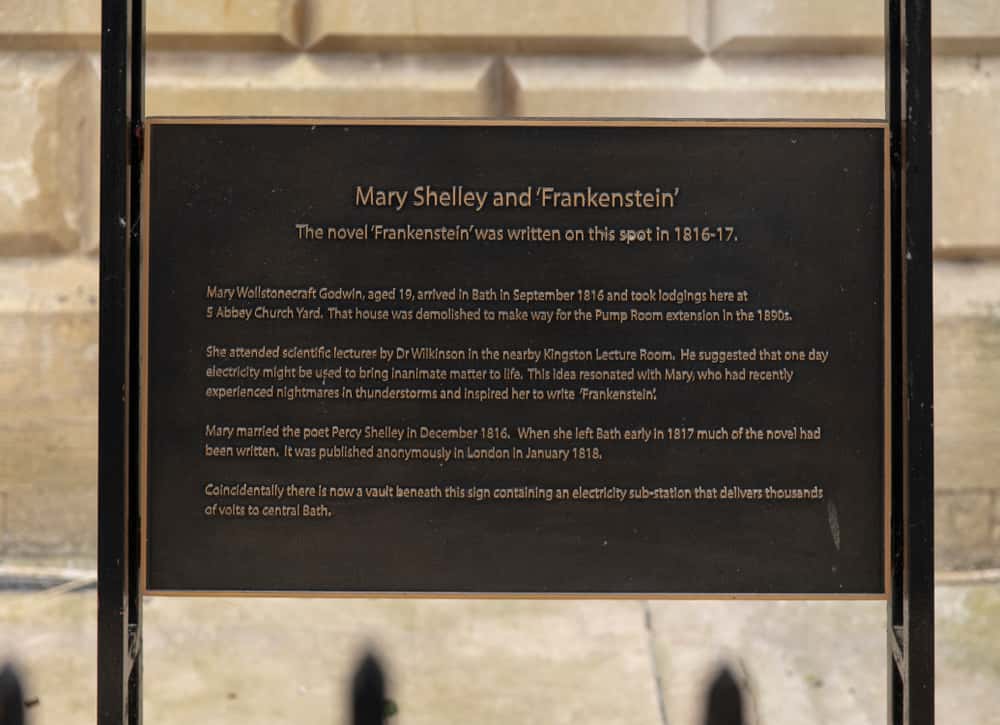 Mary Shelley and 'Frankenstein'
The novel 'Frankenstein' was written on this spot in 1816-17.
Mary Wollstonecraft Godwin, aged 19, arrived in Bath in September 1816 and took lodgings here at
5 Abbey Church Yard. That house was demolished to make way for the Pump Room extension in the 1890s.
She attended scientific lectures by Dr Wilkinson in the nearby Kingston Lecture Room. He suggested that one day
electricity might be used to bring inanimate matter to life. This idea resonated with Mary, who had recently
experienced nightmares in thunderstorms and inspired her to write 'Frankenstein'.
Mary married the poet Percy Shelley in December 1816. When she left Bath early in 1817 much of the novel had
been written. It was published anonymously in London in January 1818.
Coincidentally there is now a vault beneath this sign containing an electricity sub-station that delivers thousands
of volts to central Bath.